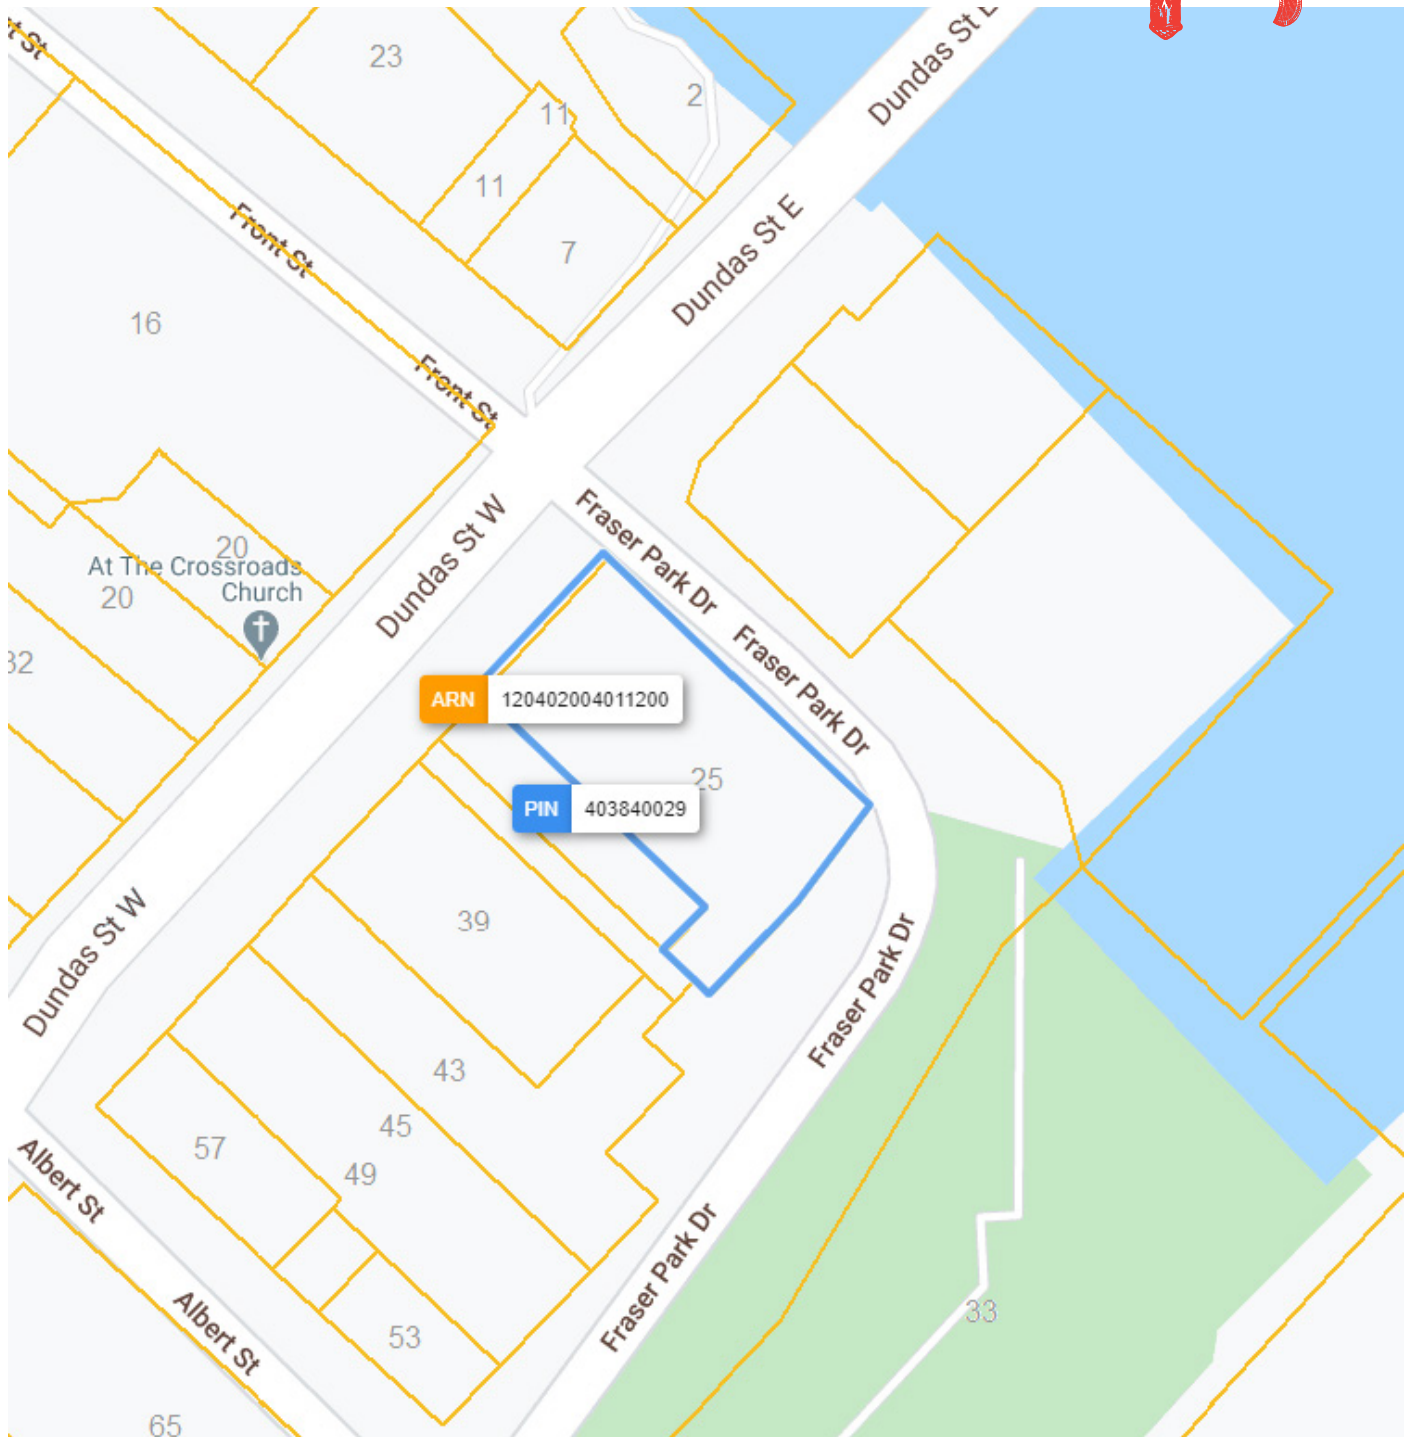 t St
23
2
Dundas St E
11
11
Front St
7
Dundas St E
16
Front St
Dundas St W
Fraser Park Dr
20
At The Crossroads
Church
20
Fraser Park Dr
32
ARN 120402004011200
25
PIN 403840029
39
Dundas St W
Fraser Park Dr
43
45
57
49
Albert St
Fraser Park Dr
33
Albert St
53
65